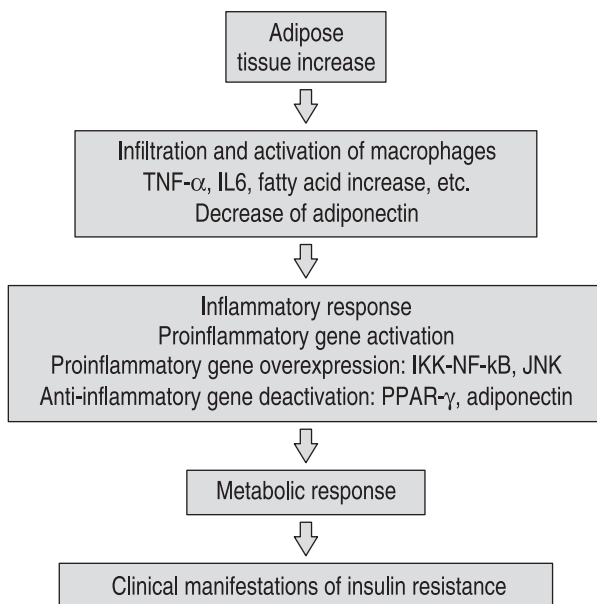 Adipose
tissue increase
Infiltration and activation of macrophages
TNF-α, IL6, fatty acid increase, etc.
Decrease of adiponectin
Inflammatory response
Proinflammatory gene activation
Proinflammatory gene overexpression: IKK-NF-kB, JNK
Anti-inflammatory gene deactivation: PPAR-γ, adiponectin
Metabolic response
Clinical manifestations of insulin resistance